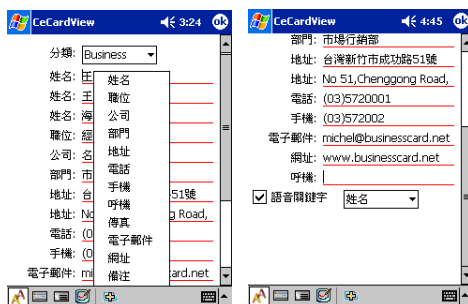 CeCardView 3:24 ok
分類: Business
姓名: 王
姓名: 王
姓名: 海
職位: 經
公司: 名
部門: 市
地址: 台 51號
地址: No g Road,
電話: (0
手機: (0
電子郵件: mi card.net
姓名
職位
公司
部門
地址
電話
手機
呼機
傳真
電子郵件
網址
備注
CeCardView 4:45 ok
部門: 市場行銷部
地址: 台灣新竹市成功路51號
地址: No 51,Chenggong Road,
電話: (03)5720001
手機: (03)572002
電子郵件: michel@businesscard.net
網址: www.businesscard.net
呼機:
語音關鍵字 姓名